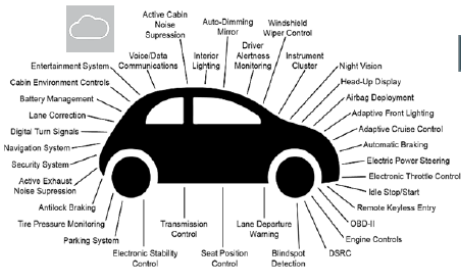 Active Cabin
Noise
Supression
Auto-Dimming
Mirror
Windshield
Wiper Control
Voice/Data
Communications
Interior
Lighting
Driver
Alertness
Monitoring
Instrument
Cluster
Entertainment System
Night Vision
Cabin Environment Controls
Head-Up Display
Battery Management
Airbag Deployment
Lane Correction
Adaptive Front Lighting
Digital Turn Signals
Adaptive Cruise Control
Navigation System
Automatic Braking
Security System
Electric Power Steering
Active Exhaust
Noise Supression
Electronic Throttle Control
Idle Stop/Start
Antilock Braking
Remote Keyless Entry
Tire Pressure Monitoring
OBD-II
Parking System
Engine Controls
Electronic Stability
Control
Transmission
Control
Seat Position
Control
Lane Departure
Warning
Blindspot
Detection
DSRC